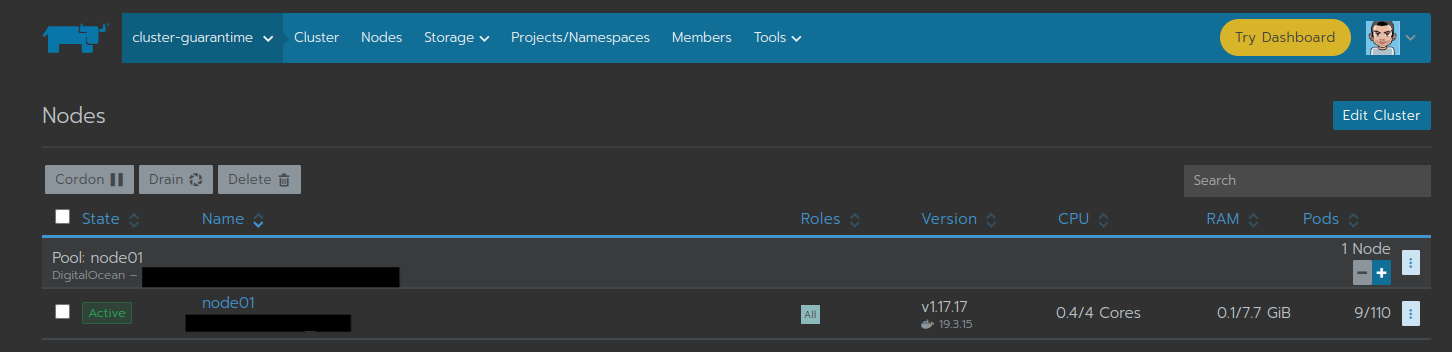 cluster-guarantime Cluster Nodes Storage Projects/Namespaces Members Tools Try Dashboard
Nodes Edit Cluster
Cordon Drain Delete Search
State Name Roles Version CPU RAM Pods
Pool: node01 1 Node
DigitalOcean –
Active node01 All v1.17.17 0.4/4 Cores 0.1/7.7 GiB 9/110
19.3.15